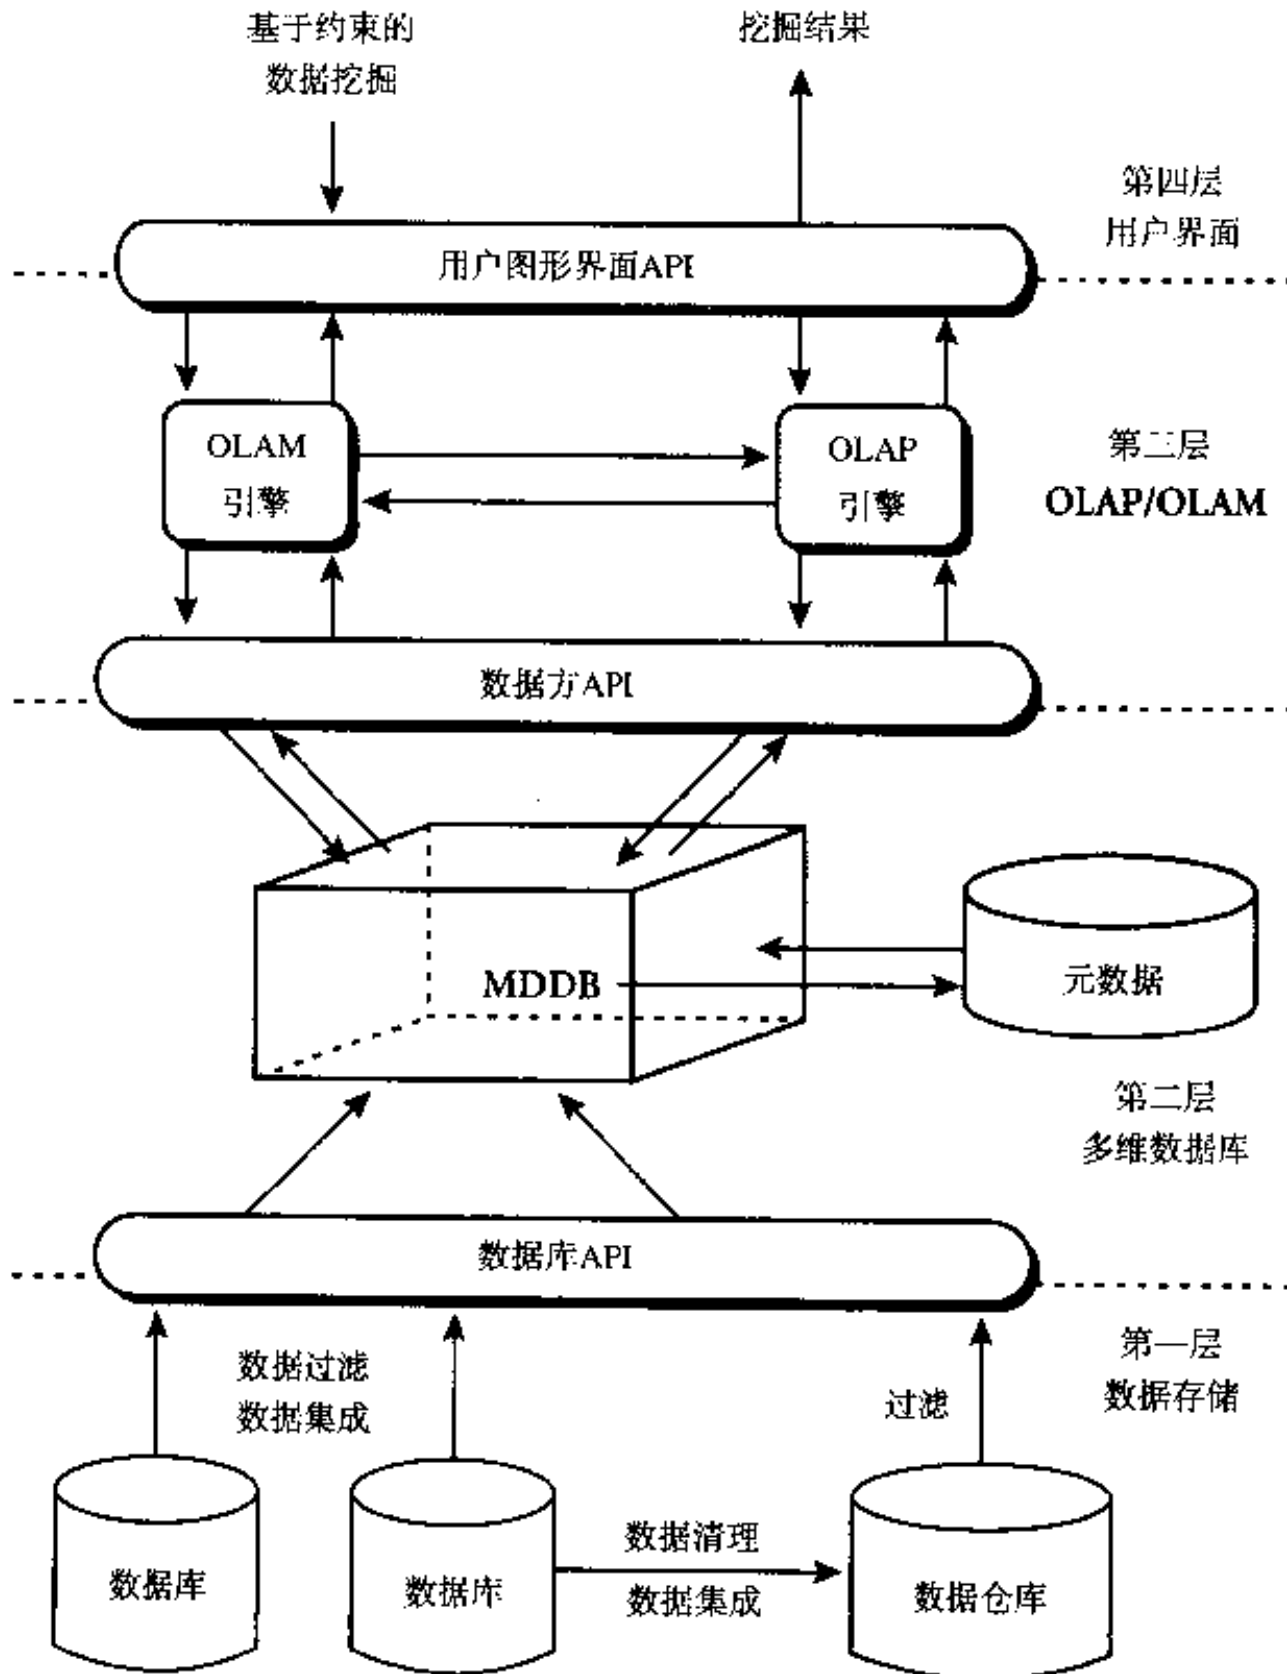 基于约束的
数据挖掘
挖掘结果
第四层
用户界面
用户图形界面API
OLAM
引擎
OLAP
引擎
第三层
OLAP/OLAM
数据方API
MDDB
元数据
第二层
多维数据库
数据库API
第一层
数据存储
数据过滤
数据集成
过滤
数据库
数据库
数据清理
数据集成
数据仓库